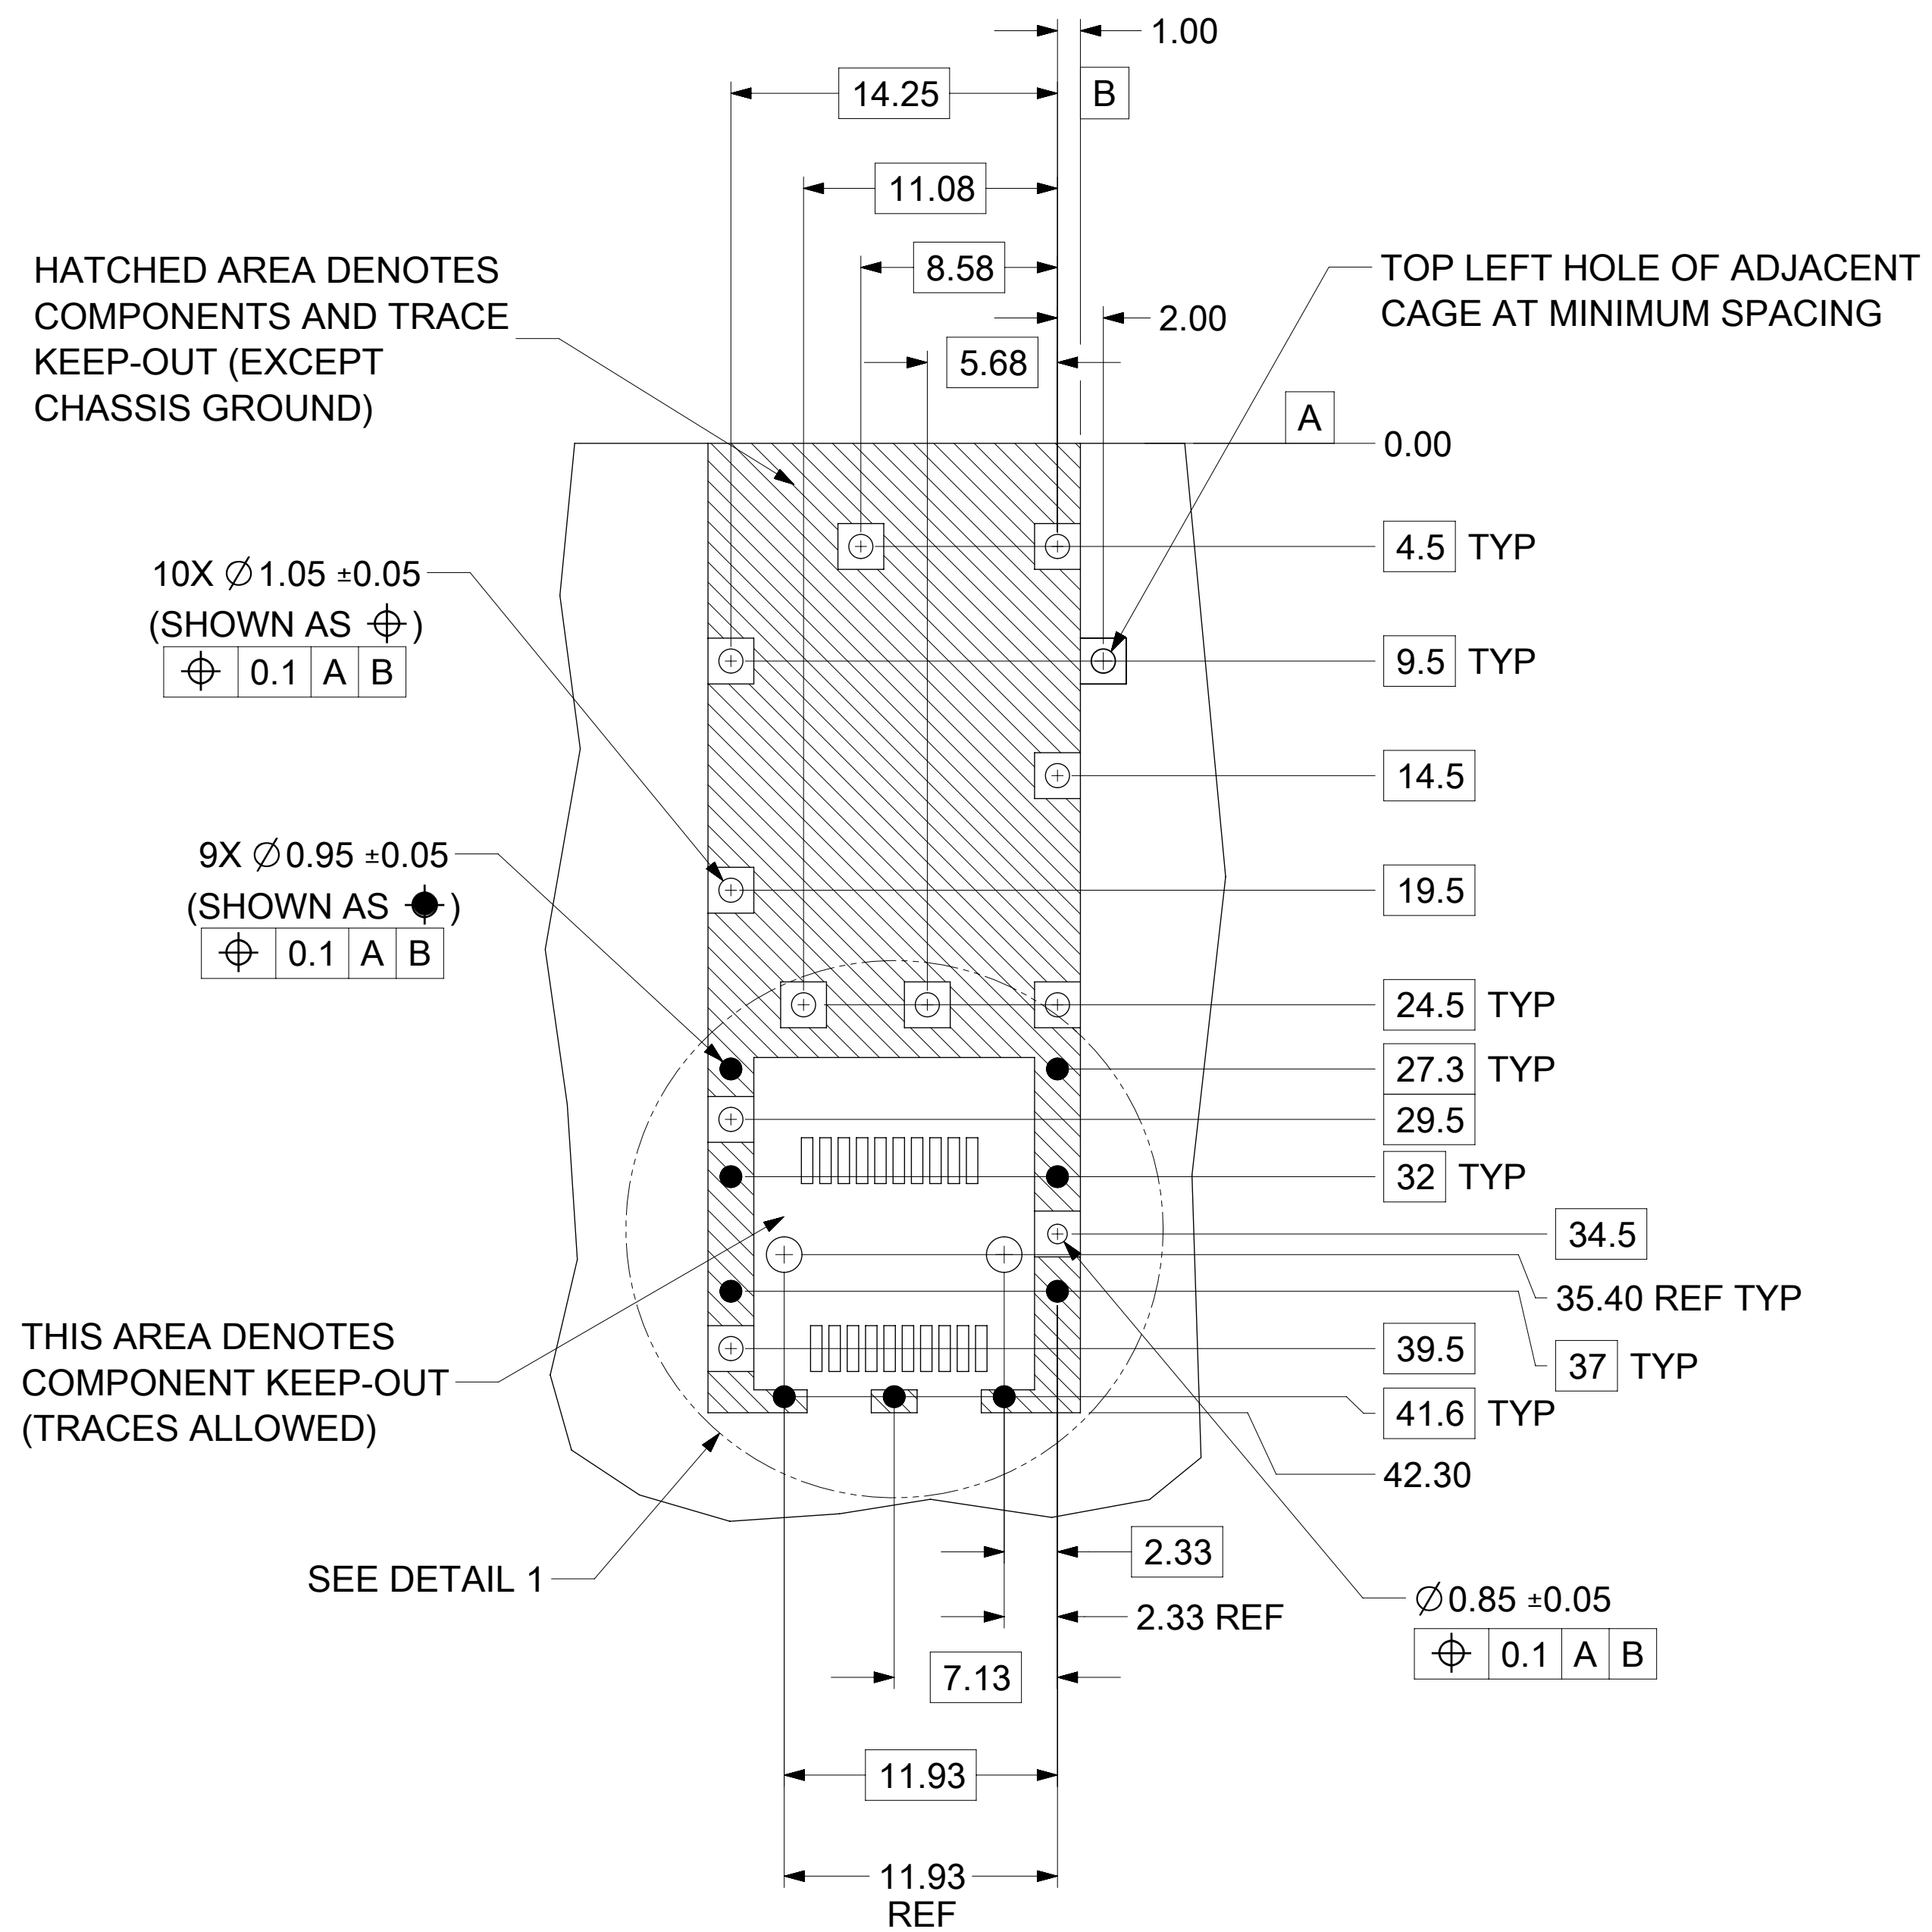 1.00
14.25
B
11.08
8.58
2.00
5.68
HATCHED AREA DENOTES
COMPONENTS AND TRACE
KEEP-OUT (EXCEPT
CHASSIS GROUND)
TOP LEFT HOLE OF ADJACENT
CAGE AT MINIMUM SPACING
A
0.00
4.5 TYP
10X ⌀1.05 ±0.05
(SHOWN AS ⌖)
⌖ 0.1 A B
9.5 TYP
14.5
9X ⌀0.95 ±0.05
(SHOWN AS )
⌖ 0.1 A B
19.5
24.5 TYP
27.3 TYP
29.5
32 TYP
34.5
35.40 REF TYP
37 TYP
39.5
41.6 TYP
42.30
THIS AREA DENOTES
COMPONENT KEEP-OUT
(TRACES ALLOWED)
SEE DETAIL 1
2.33
2.33 REF
⌀0.85 ±0.05
⌖ 0.1 A B
7.13
11.93
11.93
REF